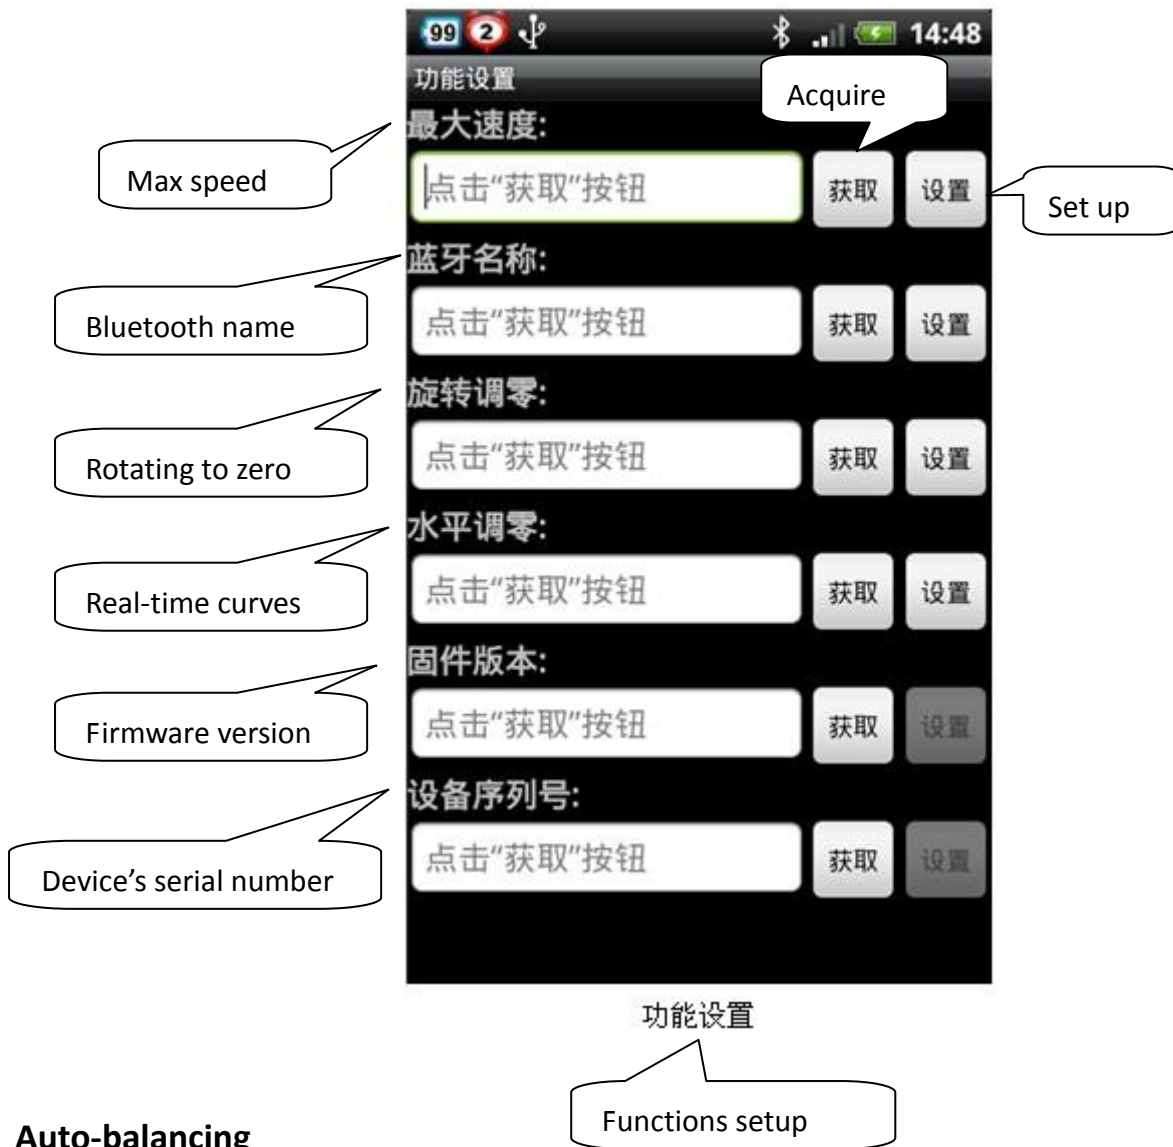 99 2 14:48
功能设置
Acquire
最大速度:
Max speed
点击“获取”按钮 获取 设置
Set up
蓝牙名称:
Bluetooth name
点击“获取”按钮 获取 设置
旋转调零:
Rotating to zero
点击“获取”按钮 获取 设置
水平调零:
Real-time curves
点击“获取”按钮 获取 设置
固件版本:
Firmware version
点击“获取”按钮 获取 设置
设备序列号:
Device’s serial number
点击“获取”按钮 获取 设置
功能设置
Functions setup
Auto-balancing